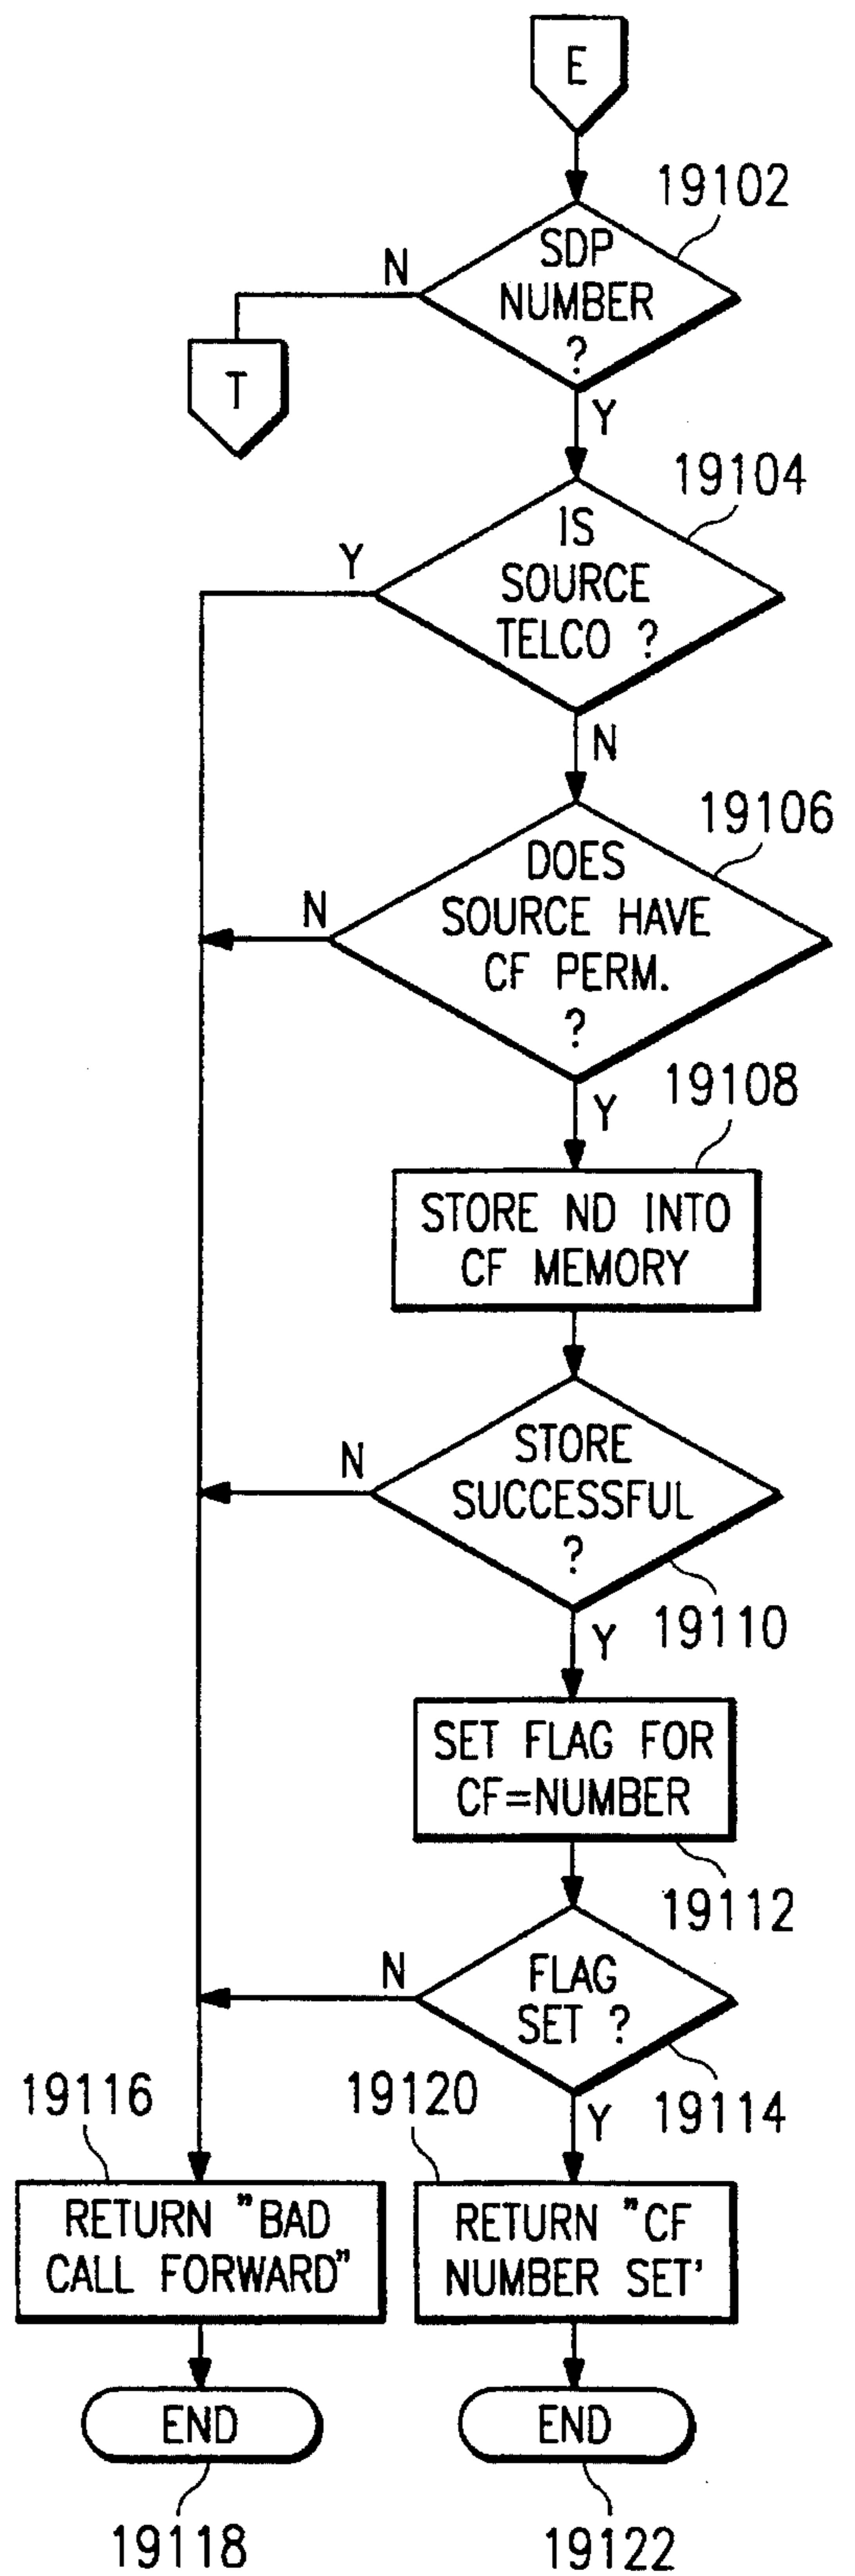 E
19102
SDP
NUMBER
?
N
T
Y
19104
IS
SOURCE
TELCO ?
Y
N
19106
DOES
SOURCE HAVE
CF PERM.
?
N
Y
19108
STORE ND INTO
CF MEMORY
STORE
SUCCESSFUL
?
N
19110
Y
SET FLAG FOR
CF=NUMBER
19112
FLAG
SET ?
N
19114
Y
19116
19120
RETURN "BAD
CALL FORWARD"
RETURN "CF
NUMBER SET'
END
END
19118
19122